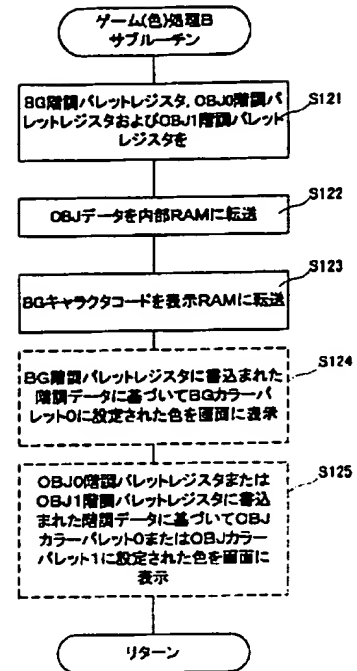 ゲーム(色)処理B
サブルーチン
S121
BG階調パレットレジスタ,OBJ0階調パ
レットレジスタおよびOBJ1階調パレット
レジスタを
S122
OBJデータを内部RAMに転送
S123
BGキャラクタコードを表示RAMに転送
S124
BG階調パレットレジスタに書込まれた
階調データに基づいてBGカラーパ
レット0に設定された色を画面に表示
S125
OBJ0階調パレットレジスタまたは
OBJ1階調パレットレジスタに書込
まれた階調データに基づいてOBJ
カラーパレット0またはOBJカラー
パレット1に設定された色を画面に
表示
リターン